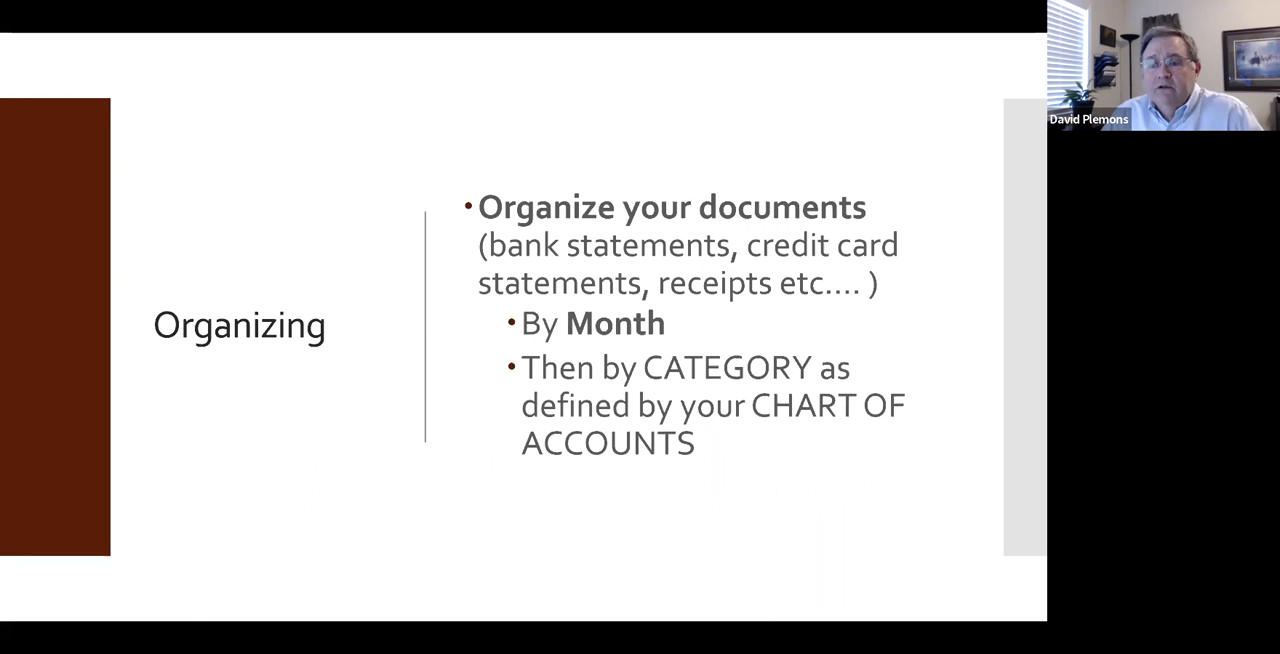 David Plemons
Organizing
• Organize your documents
(bank statements, credit card
statements, receipts etc.... )
• By Month
• Then by CATEGORY as
defined by your CHART OF
ACCOUNTS